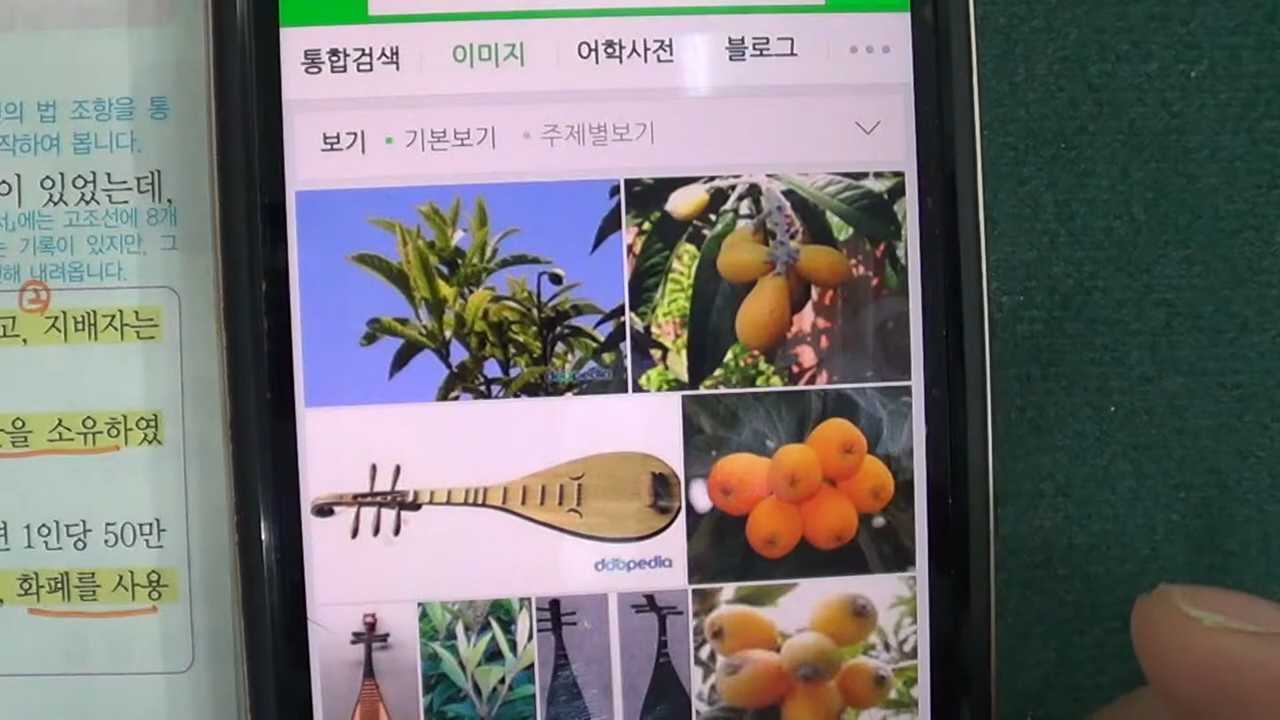 통합검색 이미지 어학사전 블로그
보기 기본보기 주제별보기
doopedia
doopedia
의 법 조항을 통
작하여 봅니다.
이 있었는데,
에는 고조선에 8개
는 기록이 있지만, 그
해 내려옵니다.
2
고, 지배자는
을 소유하였
1인당 50만
, 화폐를 사용